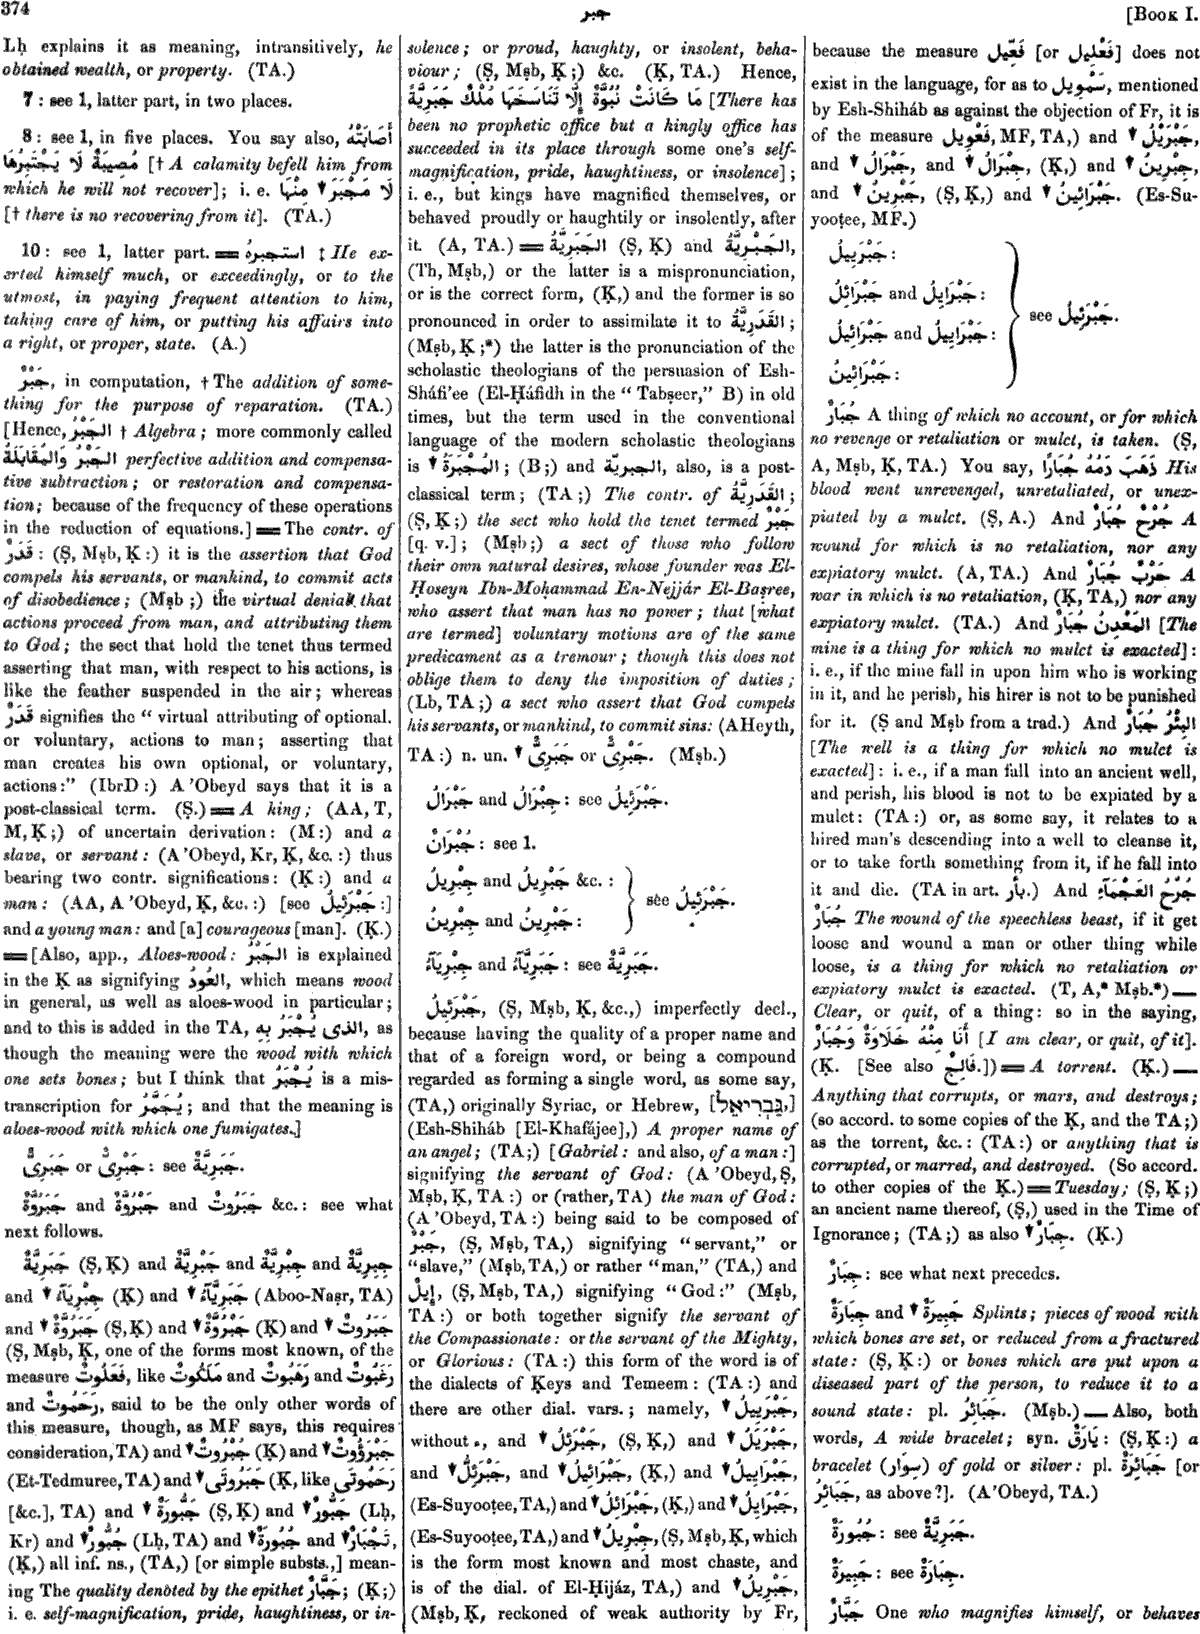 374
جبر
[Book I.
Lḥ explains it as meaning, intransitively, he
obtained wealth, or property. (TA.)
7: see 1, latter part, in two places.
8: see 1, in five places. You say also, أَصَابَتْهُ
مُصِيبَةٌ لَا يَجْتَبِرُهَا [† A calamity befell him from
which he will not recover]; i. e. لَا مَجْبَرَ ▼ مِنْهَا
[† there is no recovering from it]. (TA.)
10: see 1, latter part. ═ استجبرهُ ‡ He ex-
erted himself much, or exceedingly, or to the
utmost, in paying frequent attention to him,
taking care of him, or putting his affairs into
a right, or proper, state. (A.)
جَبْرٌ, in computation, † The addition of some-
thing for the purpose of reparation. (TA.)
[Hence, الجَبْرُ † Algebra; more commonly called
الجَبْرُ وَالمُقَابَلَةُ perfective addition and compensa-
tive subtraction; or restoration and compensa-
tion; because of the frequency of these operations
in the reduction of equations.] ═ The contr. of
قَدَرٌ: (Ṣ, Mṣb, Ḳ:) it is the assertion that God
compels his servants, or mankind, to commit acts
of disobedience; (Mṣb;) the virtual denial that
actions proceed from man, and attributing them
to God; the sect that hold the tenet thus termed
asserting that man, with respect to his actions, is
like the feather suspended in the air; whereas
قَدَرٌ signifies the “virtual attributing of optional,
or voluntary, actions to man; asserting that
man creates his own optional, or voluntary,
actions:” (IbrD:) A ’Obeyd says that it is a
post-classical term. (Ṣ.) ═ A king; (AA, T,
M, Ḳ;) of uncertain derivation: (M:) and a
slave, or servant: (A ’Obeyd, Kr, Ḳ, &c.:) thus
bearing two contr. significations: (Ḳ:) and a
man: (AA, A ’Obeyd, Ḳ, &c.:) [see جَبْرَئِيلُ:]
and a young man: and [a] courageous [man]. (Ḳ.)
═ [Also, app., Aloes-wood: الجَبْرُ is explained
in the Ḳ as signifying العُودُ, which means wood
in general, as well as aloes-wood in particular;
and to this is added in the TA, الذى يُجْبَرُ بِهِ, as
though the meaning were the wood with which
one sets bones; but I think that يُجْبَرُ is a mis-
transcription for يُجَمَّرُ; and that the meaning is
aloes-wood with which one fumigates.]
جَبَرِىٌّ or جَبْرِىٌّ: see جَبَرِيَّةٌ.
جَبَرُوَّةٌ and جَبْرُوَّةٌ and جَبَرُوتٌ &c.: see what
next follows.
جَبَرِيَّةٌ (Ṣ, Ḳ) and جَبْرِيَّةٌ and جِبْرِيَّةٌ and جِبِرِيَّةٌ
and ▼ جِبْرِيَآءُ (Ḳ) and ▼ جَبَرِيَّآءُ (Aboo-Naṣr, TA)
and ▼ جَبَرُوَّةٌ (Ṣ, Ḳ) and ▼ جَبْرُوَّةٌ (Ḳ) and ▼ جَبَرُوتٌ
(Ṣ, Mṣb, Ḳ, one of the forms most known, of the
measure فَعَلُوتٌ, like مَلَكُوتٌ and رَهَبُوتٌ and رَغَبُوتٌ
and رَحَمُوتٌ, said to be the only other words of
this measure, though, as MF says, this requires
consideration, TA) and ▼ جُبُرُوتٌ (Ḳ) and ▼ جَبْرَؤُوتٌ
(Et-Tedmuree, TA) and ▼ جَبَرُوتَى (Ḳ, like رَحَمُوتَى
[&c.], TA) and ▼ جَبُّورَةٌ (Ṣ, Ḳ) and ▼ جَبُّورٌ (Lḥ,
Kr) and ▼ جُبُّورٌ (Lḥ, TA) and ▼ جُبُورَةٌ and ▼ تَجْبَارٌ,
(Ḳ,) all inf. ns., (TA,) [or simple substs.,] mean-
ing The quality denoted by the epithet جَبَّارٌ; (Ḳ;)
i. e. self-magnification, pride, haughtiness, or in-
solence; or proud, haughty, or insolent, beha-
viour; (Ṣ, Mṣb, Ḳ;) &c. (Ḳ, TA.) Hence,
مَا كَانَتْ نُبُوَّةٌ إِلَّا تَنَاسَخَهَا مُلْكُ جَبَرِيَّةٍ [There has
been no prophetic office but a kingly office has
succeeded in its place through some one’s self-
magnification, pride, haughtiness, or insolence];
i. e., but kings have magnified themselves, or
behaved proudly or haughtily or insolently, after
it. (A, TA.) ═ الجَبَرِيَّةُ (Ṣ, Ḳ) and الجَبْرِيَّةُ,
(Th, Mṣb,) or the latter is a mispronunciation,
or is the correct form, (Ḳ,) and the former is so
pronounced in order to assimilate it to القَدَرِيَّةُ;
(Mṣb, Ḳ;*) the latter is the pronunciation of the
scholastic theologians of the persuasion of Esh-
Sháfi’ee (El-Ḥáfidh in the “Tabṣeer,” B) in old
times, but the term used in the conventional
language of the modern scholastic theologians
is ▼ المُجْبَرَةُ; (B;) and الجبريّة, also, is a post-
classical term; (TA;) The contr. of القَدَرِيَّةُ;
(Ṣ, Ḳ;) the sect who hold the tenet termed جَبْرٌ
[q. v.]; (Mṣb;) a sect of those who follow
their own natural desires, whose founder was El-
Ḥoseyn Ibn-Moḥammad En-Nejjár El-Baṣree,
who assert that man has no power; that [what
are termed] voluntary motions are of the same
predicament as a tremour; though this does not
oblige them to deny the imposition of duties;
(Lb, TA;) a sect who assert that God compels
his servants, or mankind, to commit sins: (AHeyth,
TA:) n. un. ▼ جَبَرِىٌّ or جَبْرِىٌّ. (Mṣb.)
جَبْرَالُ and جِبْرَالُ: see جَبْرَئِيلُ.
جُبْرَانٌ: see 1.
جِبْرِيلُ and جَبْرِيلُ &c.:
جَبْرِينُ and جِبْرِينُ:
see جَبْرَئِيلُ.
جِبْرِيَآءُ and جَبَرِيَّآءُ: see جَبَرِيَّةٌ.
جَبْرَئِيلُ, (Ṣ, Mṣb, Ḳ, &c.,) imperfectly decl.,
because having the quality of a proper name and
that of a foreign word, or being a compound
regarded as forming a single word, as some say,
(TA,) originally Syriac, or Hebrew, [גַּבְרִיאֵל,]
(Esh-Shiháb [El-Khafájee],) A proper name of
an angel; (TA;) [Gabriel: and also, of a man:]
signifying the servant of God: (A ’Obeyd, Ṣ,
Mṣb, Ḳ, TA:) or (rather, TA) the man of God:
(A ’Obeyd, TA:) being said to be composed of
جَبْرٌ, (Ṣ, Mṣb, TA,) signifying “servant,” or
“slave,” (Mṣb, TA,) or rather “man,” (TA,) and
إِيلٌ, (Ṣ, Mṣb, TA,) signifying “God:” (Mṣb,
TA:) or both together signify the servant of
the Compassionate: or the servant of the Mighty,
or Glorious: (TA:) this form of the word is of
the dialects of Ḳeys and Temeem: (TA:) and
there are other dial. vars.; namely, ▼ جَبْرَيِيلُ,
without ء, and ▼ جَبْرَئِلُ, (Ṣ, Ḳ,) and ▼ جَبْرَيَلُ,
and ▼ جَبْرَئِلُّ, and ▼ جَبْرَائِيلُ, (Ḳ,) and ▼ جَبْرَايِيلُ,
(Es-Suyooṭee, TA,) and ▼ جَبْرَائِلُ, (Ḳ,) and ▼ جَبْرَايِلُ,
(Es-Suyooṭee, TA,) and ▼ جِبْرِيلُ, (Ṣ, Mṣb, Ḳ, which
is the form most known and most chaste, and
is of the dial. of El-Ḥijáz, TA,) and ▼ جَبْرِيلُ,
(Mṣb, Ḳ, reckoned of weak authority by Fr,
because the measure فَعِّيل [or فَعْلِيل] does not
exist in the language, for as to سَمْوِيل, mentioned
by Esh-Shiháb as against the objection of Fr, it is
of the measure فَعْوِيل, MF, TA,) and ▼ جَبْرَيْلُ,
and ▼ جَبْرَالُ, and ▼ جِبْرَالُ, (Ḳ,) and ▼ جِبْرِينُ,
and ▼ جَبْرِينُ, (Ṣ, Ḳ,) and ▼ جَبْرَائِينُ. (Es-Su-
yooṭee, MF.)
جَبْرَيِيلُ:
جَبْرَائِلُ and جَبْرَايِلُ:
جَبْرَائِيلُ and جَبْرَايِيلُ:
جَبْرَائِينُ:
see جَبْرَئِيلُ.
جُبَارٌ A thing of which no account, or for which
no revenge or retaliation or mulct, is taken. (Ṣ,
A, Mṣb, Ḳ, TA.) You say, ذَهَبَ دَمُهُ جُبَارًا His
blood went unrevenged, unretaliated, or unex-
piated by a mulct. (Ṣ, A.) And جُرْحٌ جُبَارٌ A
wound for which is no retaliation, nor any
expiatory mulct. (A, TA.) And حَرْبٌ جُبَارٌ A
war in which is no retaliation, (Ḳ, TA,) nor any
expiatory mulct. (TA.) And المَعْدِنُ جُبَارٌ [The
mine is a thing for which no mulct is exacted]:
i. e., if the mine fall in upon him who is working
in it, and he perish, his hirer is not to be punished
for it. (Ṣ and Mṣb from a trad.) And البِئْرُ جُبَارٌ
[The well is a thing for which no mulct is
exacted]: i. e., if a man fall into an ancient well,
and perish, his blood is not to be expiated by a
mulct: (TA:) or, as some say, it relates to a
hired man’s descending into a well to cleanse it,
or to take forth something from it, if he fall into
it and die. (TA in art. بأر.) And جُرْحُ العَجْمَآءِ
جُبَارٌ The wound of the speechless beast, if it get
loose and wound a man or other thing while
loose, is a thing for which no retaliation or
expiatory mulct is exacted. (T, A,* Mṣb.*) —
Clear, or quit, of a thing: so in the saying,
أَنَا مِنْهُ خَلَاوَةٌ وَجُبَارٌ [I am clear, or quit, of it].
(Ḳ. [See also فَالِجٌ.]) ═ A torrent. (Ḳ.) —
Anything that corrupts, or mars, and destroys;
(so accord. to some copies of the Ḳ, and the TA;)
as the torrent, &c.: (TA:) or anything that is
corrupted, or marred, and destroyed. (So accord.
to other copies of the Ḳ.) ═ Tuesday; (Ṣ, Ḳ;)
an ancient name thereof, (Ṣ,) used in the Time of
Ignorance; (TA;) as also ▼ جِبَارٌ. (Ḳ.)
جِبَارٌ: see what next precedes.
جِبَارَةٌ and ▼ جَبِيرَةٌ Splints; pieces of wood with
which bones are set, or reduced from a fractured
state: (Ṣ, Ḳ:) or bones which are put upon a
diseased part of the person, to reduce it to a
sound state: pl. جَبَائِرُ. (Mṣb.) — Also, both
words, A wide bracelet; syn. يَارَقٌ: (Ṣ, Ḳ:) a
bracelet (سِوَار) of gold or silver: pl. جَبَائِرَةٌ [or
جَبَائِرُ, as above?]. (A’Obeyd, TA.)
جُبُورَةٌ: see جَبَرِيَّةٌ.
جَبِيرَةٌ: see جِبَارَةٌ.
جَبَّارٌ One who magnifies himself, or behaves